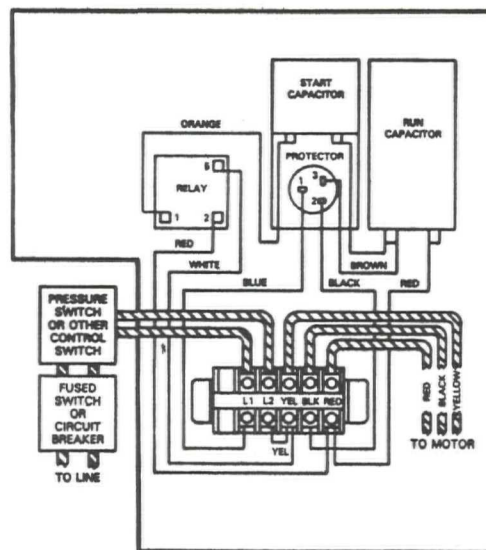 START
CAPACITOR
RUN
CAPACITOR
ORANGE
PROTECTOR
5
RELAY
1
3
2
1 2
RED
WHITE
BROWN
BLUE
BLACK
RED
PRESSURE
SWITCH
OR OTHER
CONTROL
SWITCH
FUSED
SWITCH
OR
CIRCUIT
BREAKER
L1 L2 YEL BLK RED
YEL
RED
BLACK
YELLOW
TO MOTOR
TO LINE